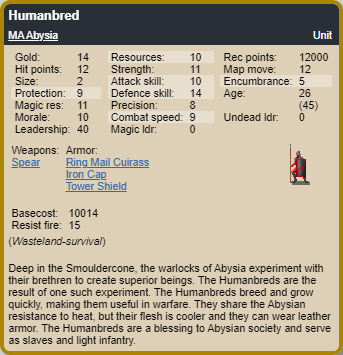 Humanbred
MA Abysia Unit
Gold: 14 Resources: 10 Rec points: 12000
Hit points: 12 Strength: 11 Map move: 12
Size: 2 Attack skill: 10 Encumbrance: 5
Protection: 9 Defence skill: 14 Age: 26
Magic res: 11 Precision: 8 (45)
Morale: 10 Combat speed: 9 Undead ldr: 0
Leadership: 40 Magic ldr: 0
Weapons: Armor:
Spear Ring Mail Cuirass
Iron Cap
Tower Shield
Basecost: 10014
Resist fire: 15
(Wasteland-survival)
Deep in the Smouldercone, the warlocks of Abysia experiment with
their brethren to create superior beings. The Humanbreds are the
result of one such experiment. The Humanbreds breed and grow
quickly, making them useful in warfare. They share the Abysian
resistance to heat, but their flesh is cooler and they can wear leather
armor. The Humanbreds are a blessing to Abysian society and serve
as slaves and light infantry.